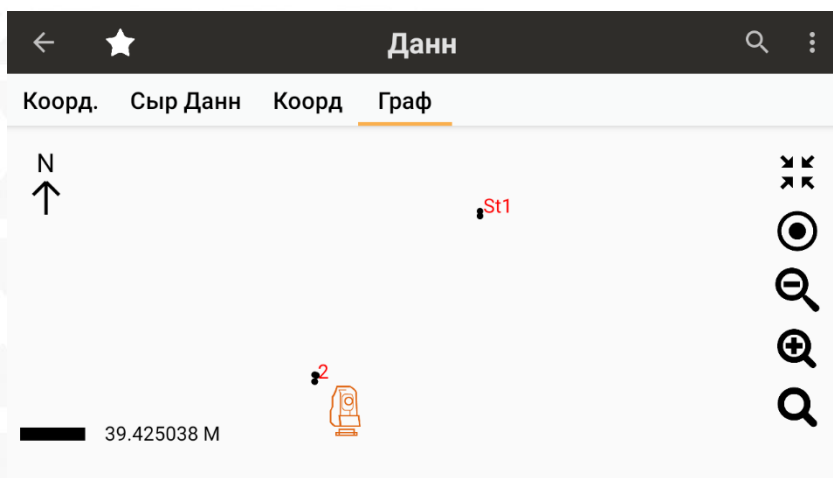 Данн
Коорд. Сыр Данн Коорд Граф
N
St1
2
39.425038 М